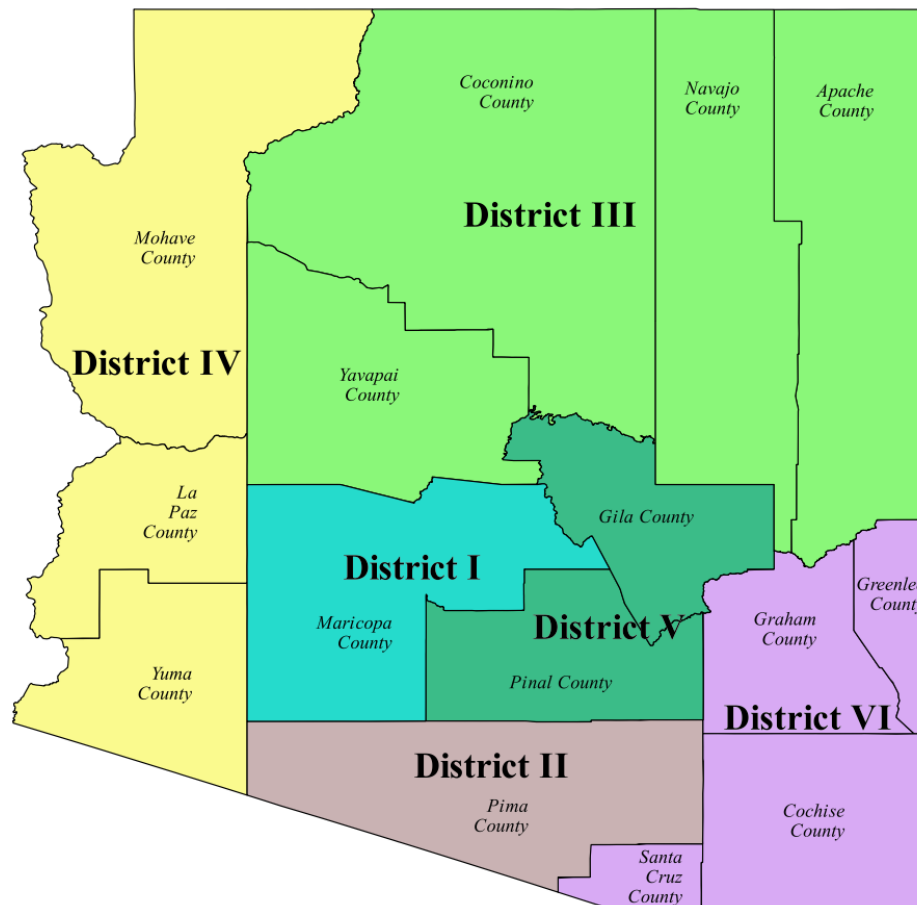 Coconino
County
Navajo
County
Apache
County
District III
Mohave
County
District IV
Yavapai
County
La
Paz
County
Gila County
District I
Greenlee
County
Maricopa
County
Graham
County
District V
Yuma
County
Pinal County
District VI
District II
Pima
County
Cochise
County
Santa
Cruz
County